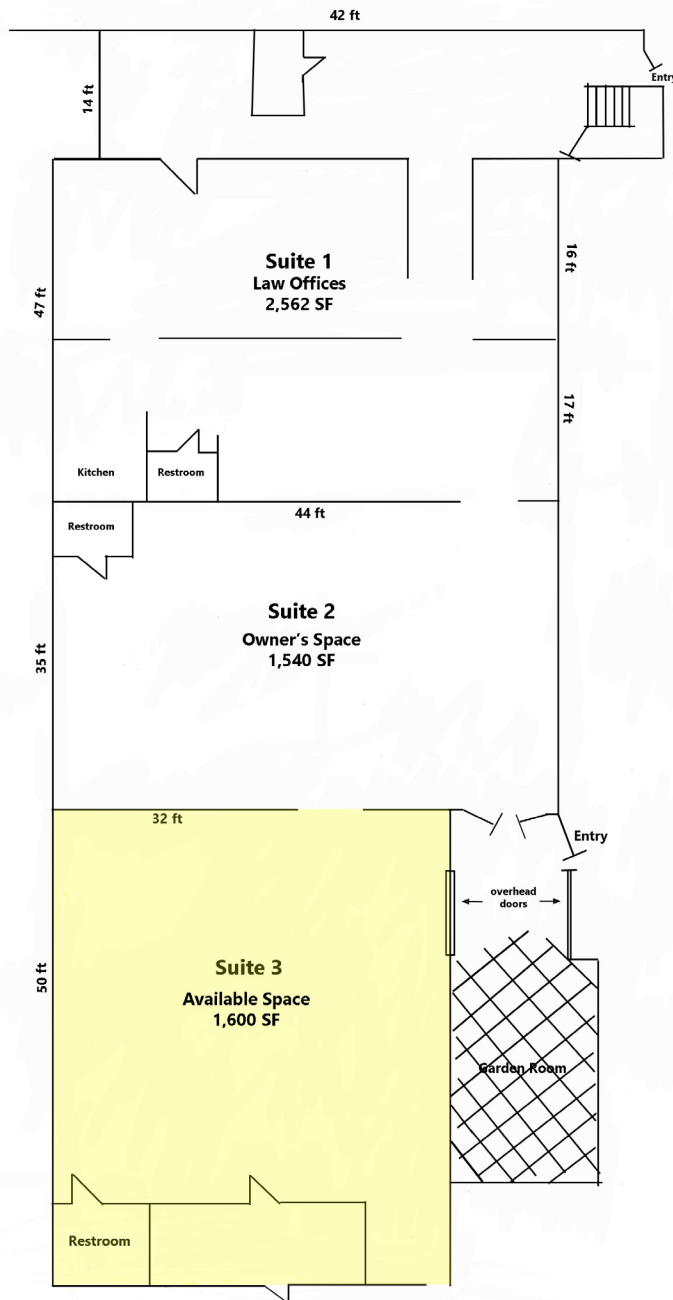 42 ft
Entry
14 ft
Suite 1
Law Offices
2,562 SF
16 ft
47 ft
17 ft
Kitchen
Restroom
44 ft
Restroom
Suite 2
Owner's Space
1,540 SF
35 ft
32 ft
Entry
overhead
doors
Suite 3
Available Space
1,600 SF
50 ft
Garden Room
Restroom